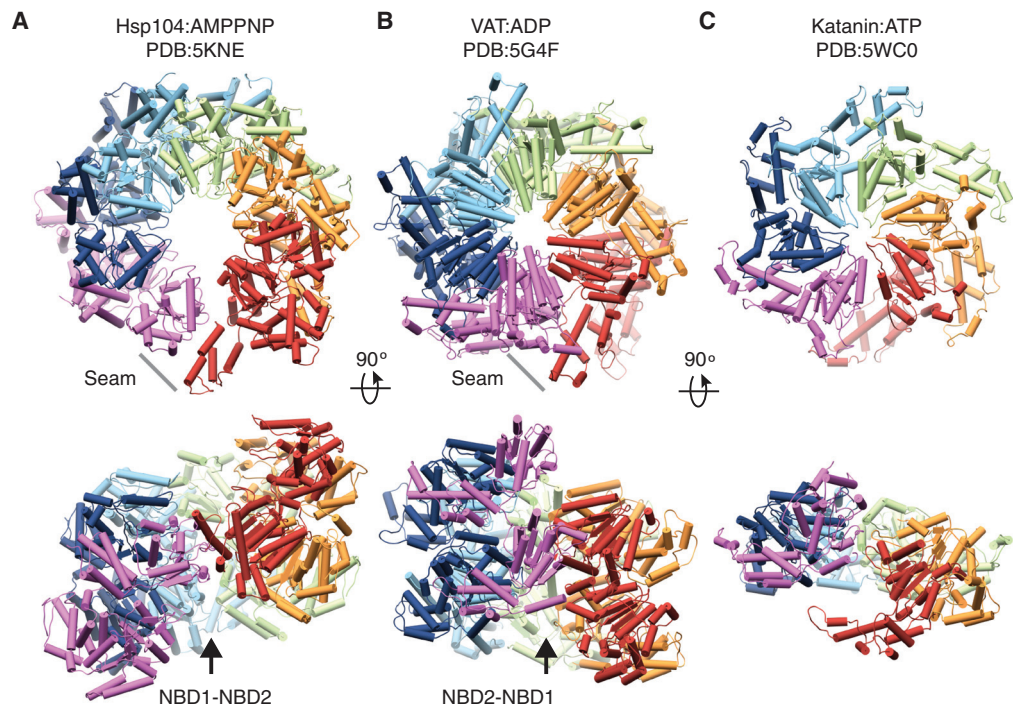 A
Hsp104:AMPPNP
PDB:5KNE
B
VAT:ADP
PDB:5G4F
C
Katanin:ATP
PDB:5WC0
Seam
90°
Seam
90°
NBD1-NBD2
NBD2-NBD1